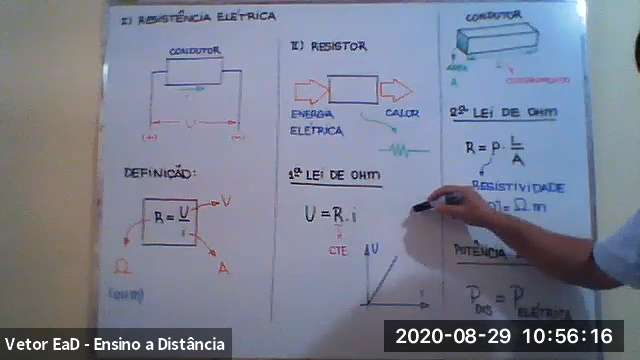 I) RESISTÊNCIA ELÉTRICA
CONDUTOR
i
U
(+)
(-)
DEFINIÇÃO:
R = U/i
V
Ω
A
(OHM)
II) RESISTOR
ENERGIA ELÉTRICA
CALOR
1ª LEI DE OHM
U = R.i
CTE
U
i
CONDUTOR
ÁREA
A
L
COMPRIMENTO
2ª LEI DE OHM
R = ρ . L/A
RESISTIVIDADE
= Ω m
POTÊNCIA
P DIS = P ELÉTRICA
Vetor EaD - Ensino a Distância
2020-08-29 10:56:16